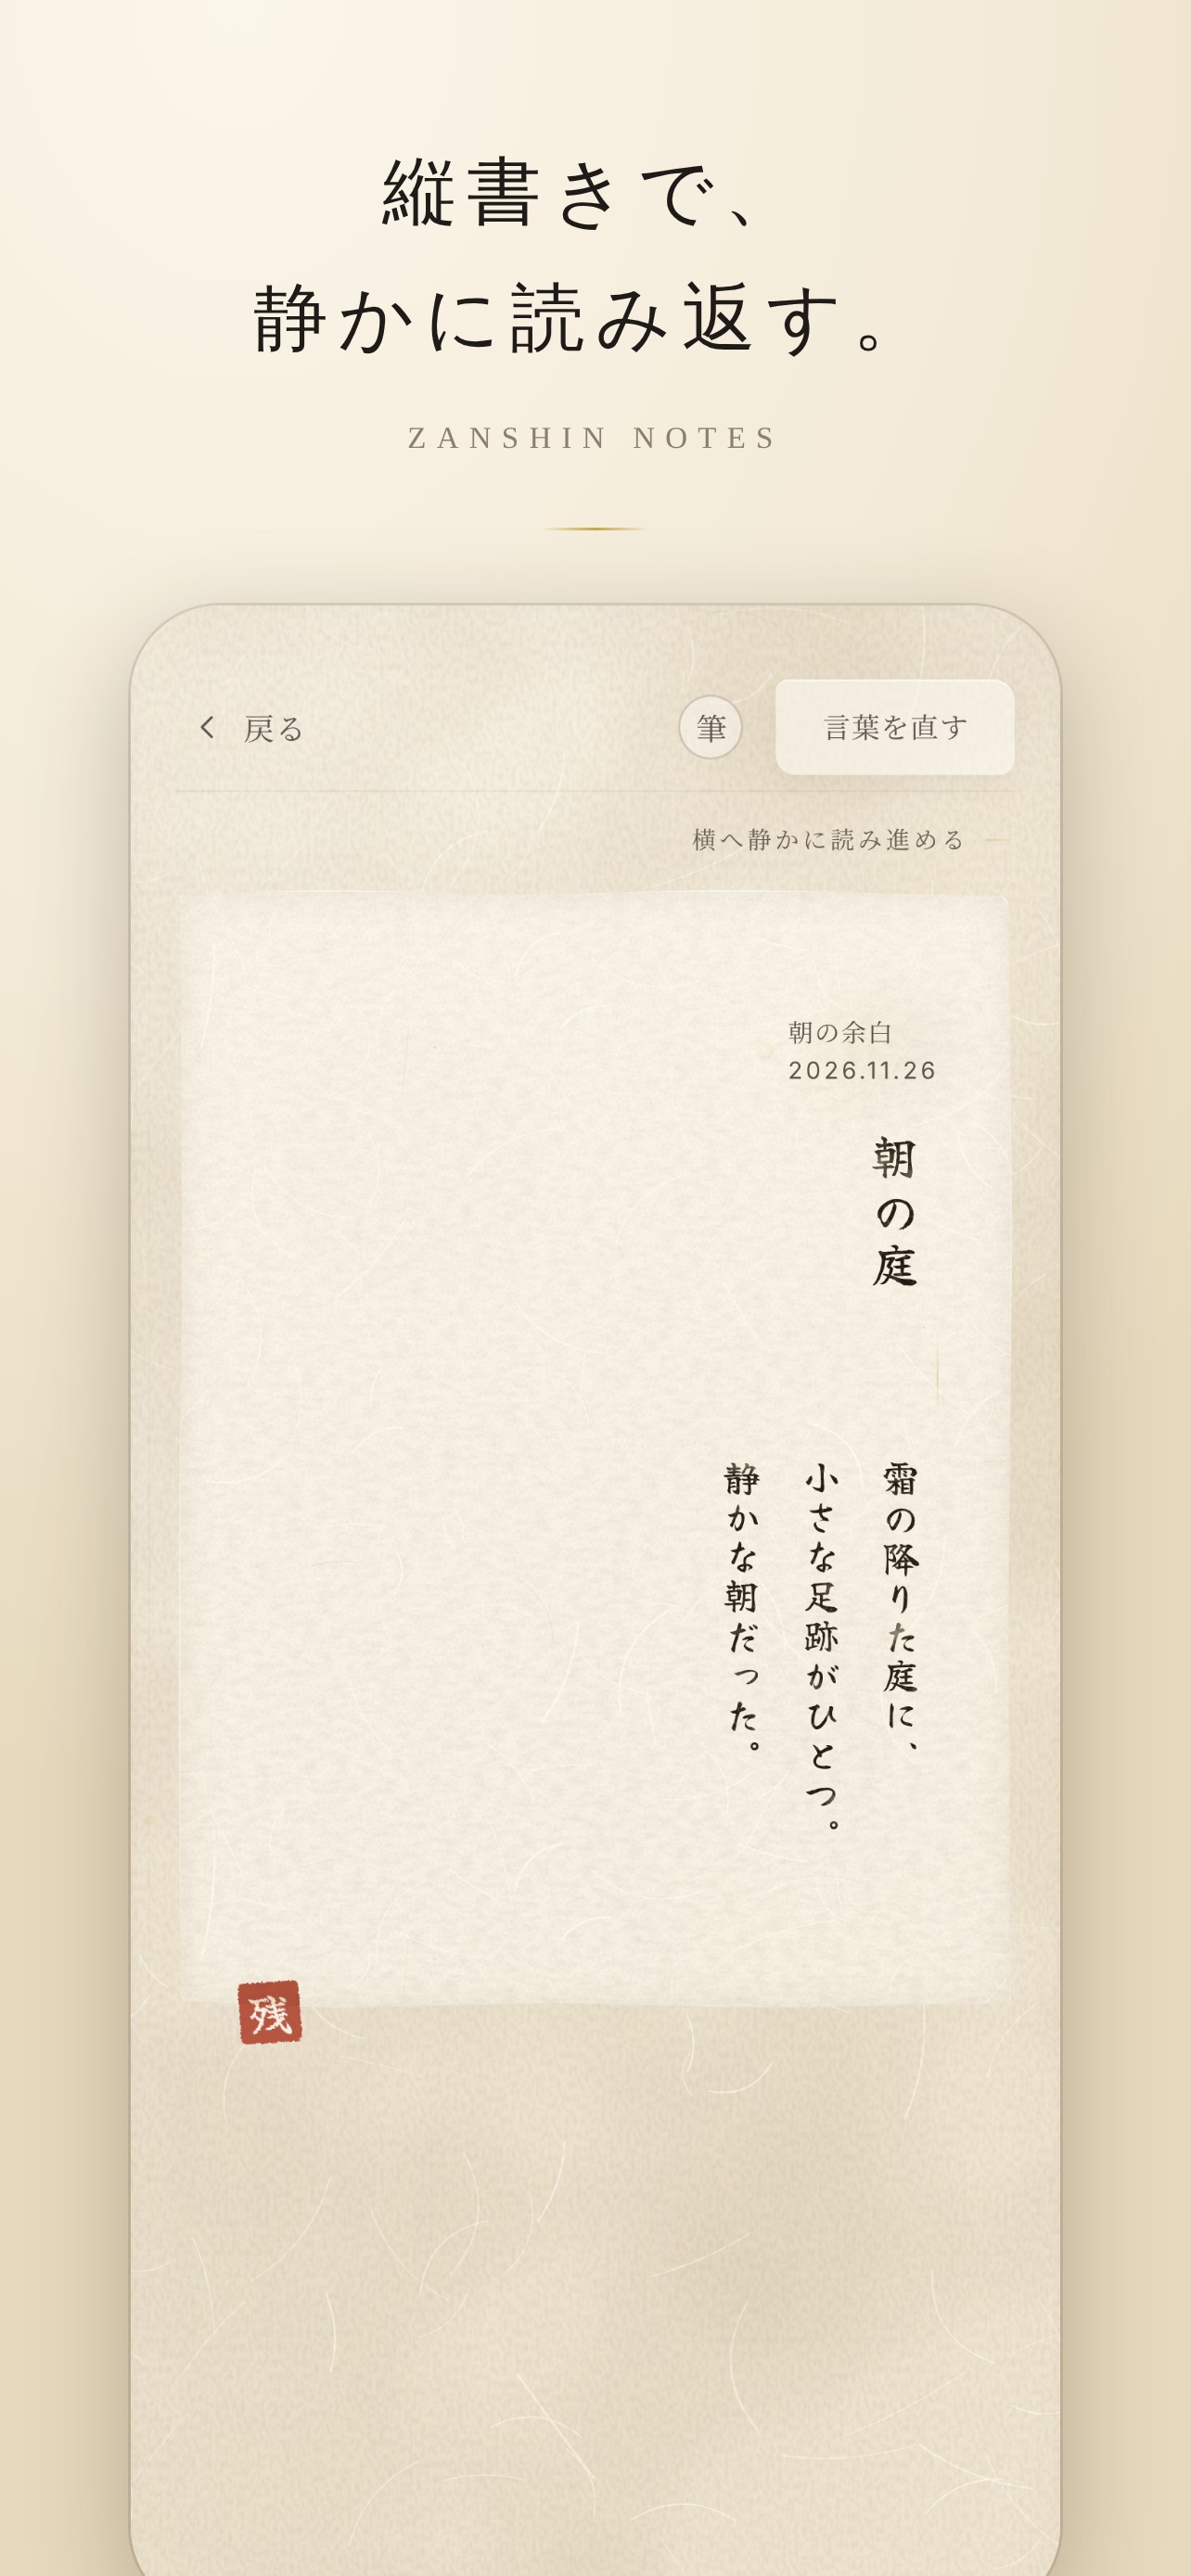 縦書きで、
静かに読み返す。
ZANSHIN NOTES
戻る
筆
言葉を直す
横へ静かに読み進める
朝の余白
2026.11.26
朝の庭
霜の降りた庭に、
小さな足跡がひとつ。
静かな朝だった。
残